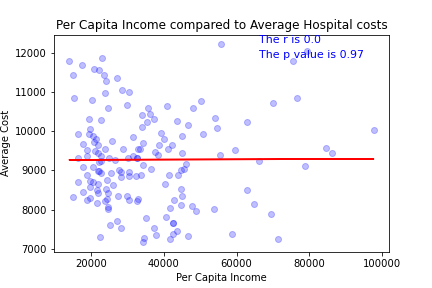 Per Capita Income compared to Average Hospital costs
The r is 0.0
The p value is 0.97
12000
11000
10000
9000
8000
7000
Average Cost
20000 40000 60000 80000 100000
Per Capita Income